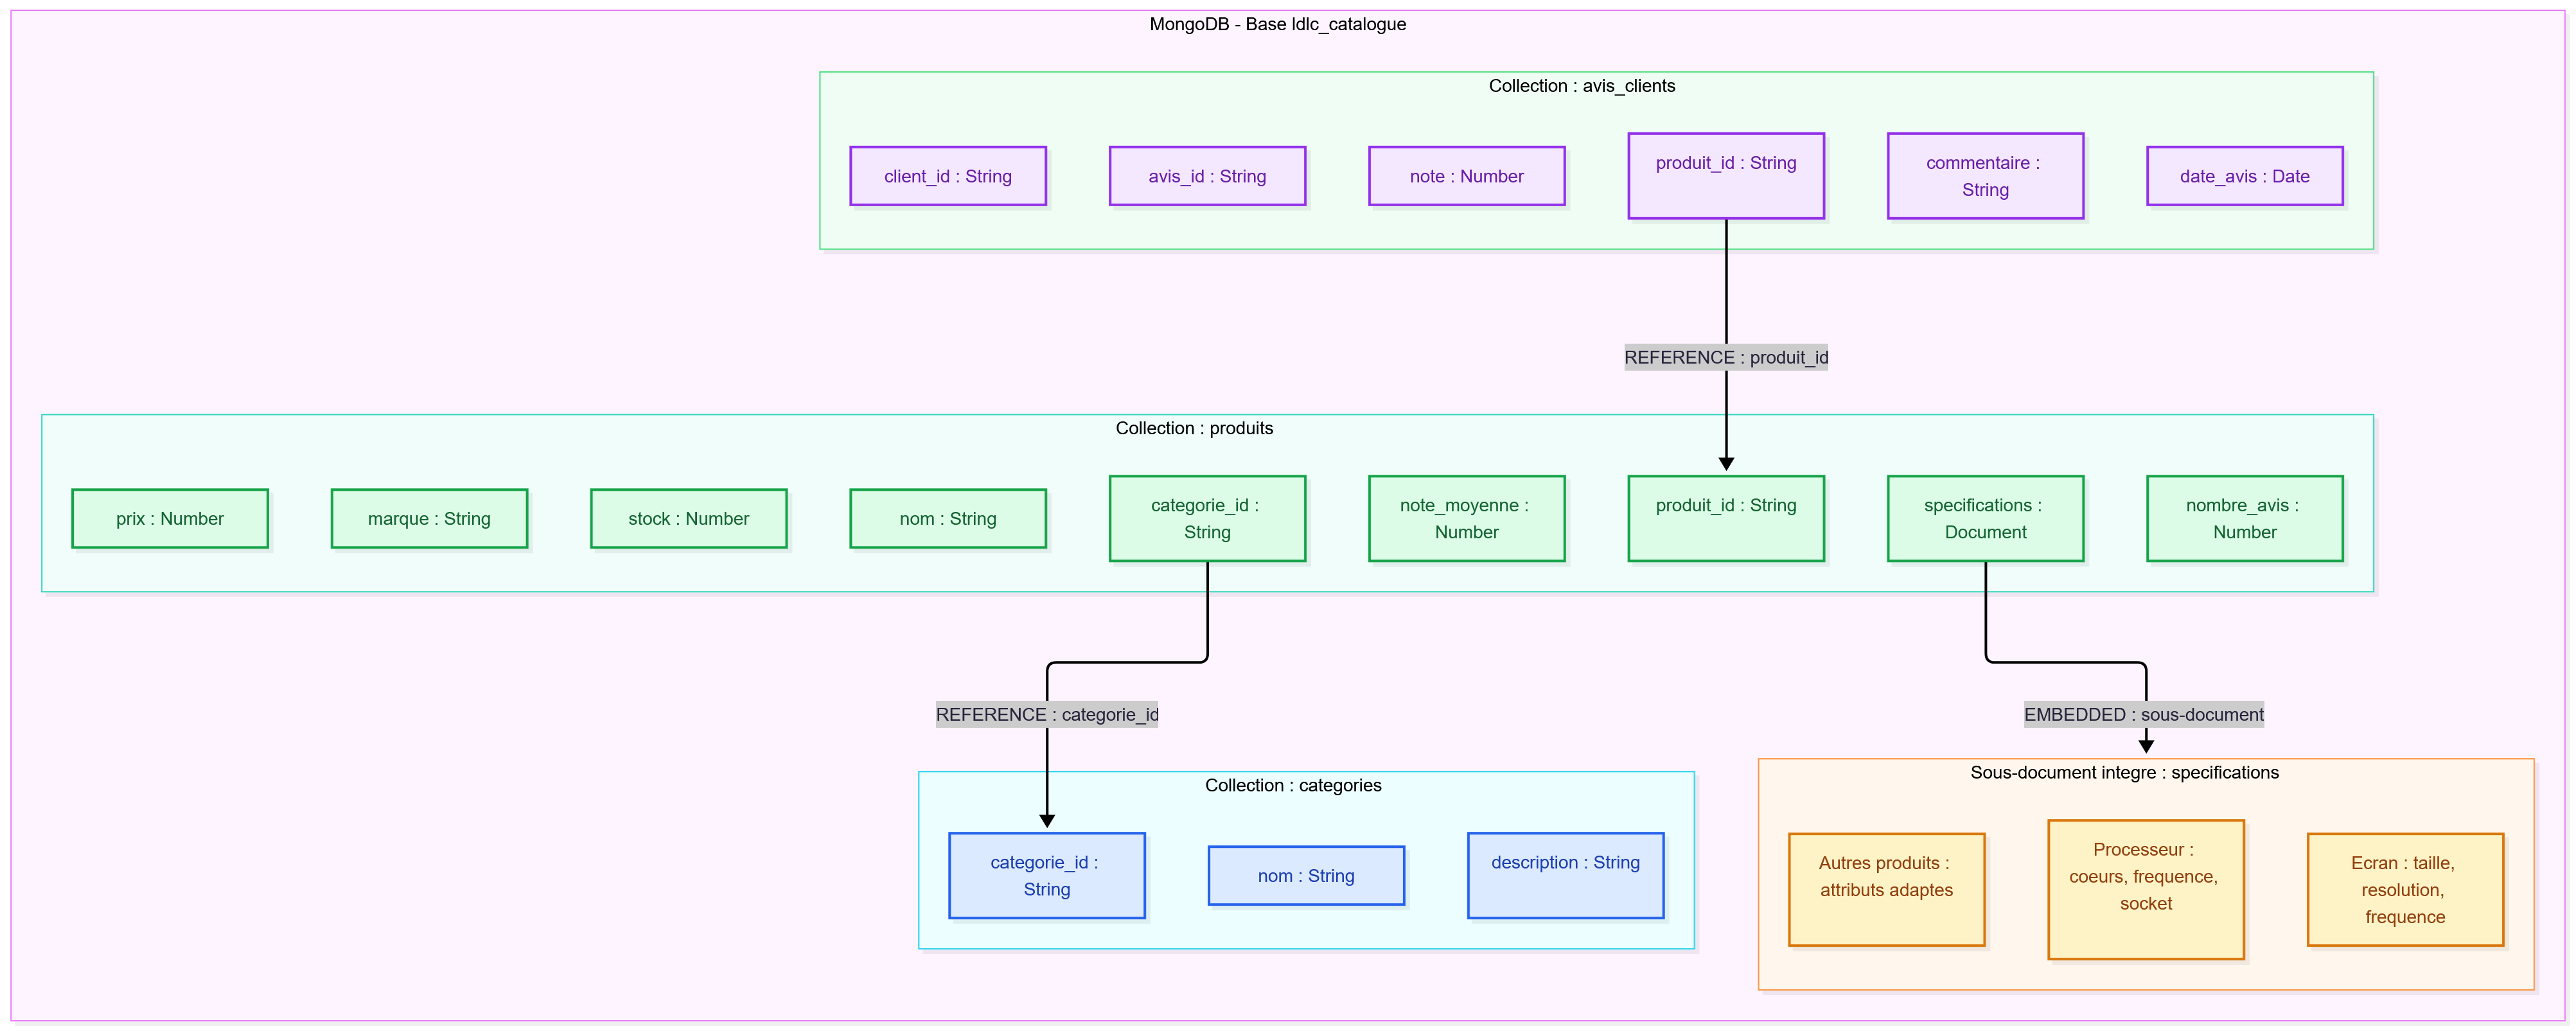 MongoDB - Base ldlc_catalogue
Collection : avis_clients
client_id : String
avis_id : String
note : Number
produit_id : String
commentaire :
String
date_avis : Date
REFERENCE : produit_id
Collection : produits
prix : Number
marque : String
stock : Number
nom : String
categorie_id :
String
note_moyenne :
Number
produit_id : String
specifications :
Document
nombre_avis :
Number
REFERENCE : categorie_id
EMBEDDED : sous-document
Collection : categories
categorie_id :
String
nom : String
description : String
Sous-document integre : specifications
Autres produits :
attributs adaptes
Processeur :
coeurs, frequence,
socket
Ecran : taille,
resolution,
frequence